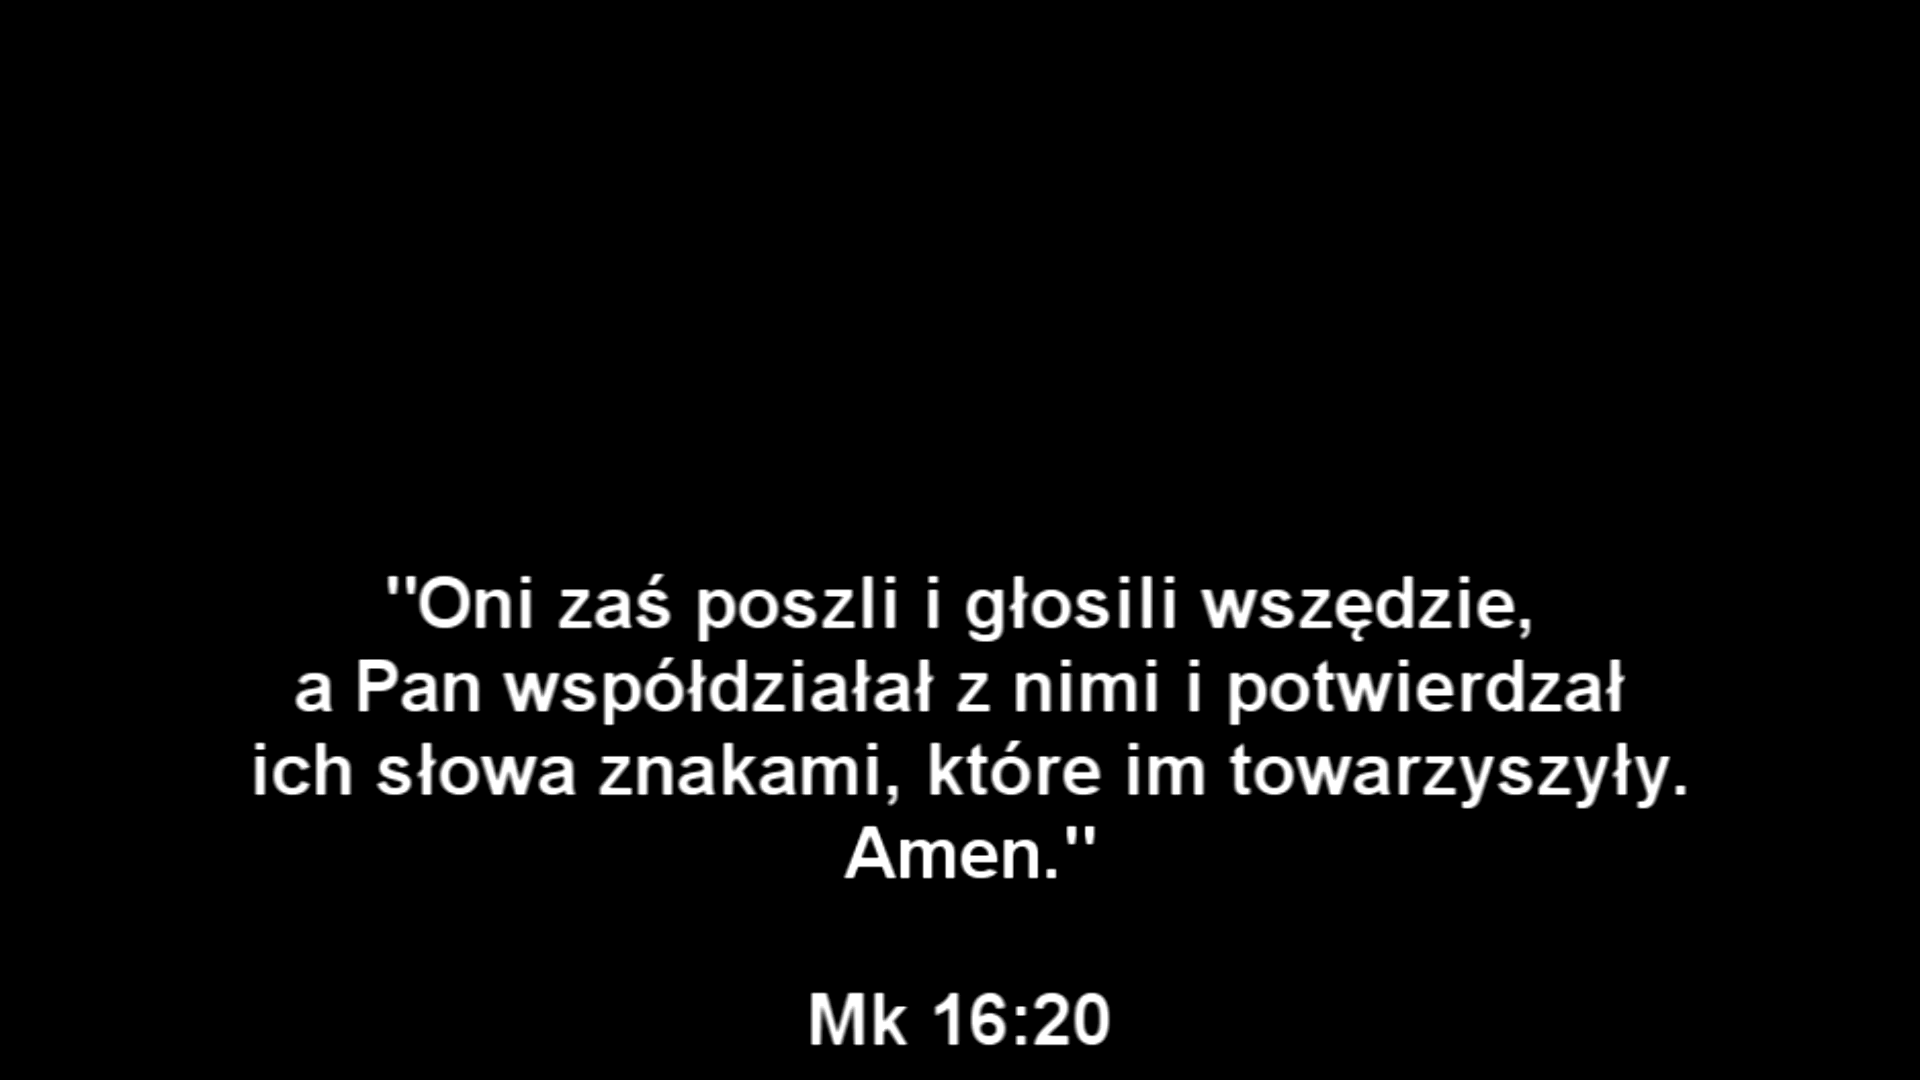 "Oni zaś poszli i głosili wszędzie,
a Pan współdziałał z nimi i potwierdzał
ich słowa znakami, które im towarzyszyły.
Amen."
Mk 16:20